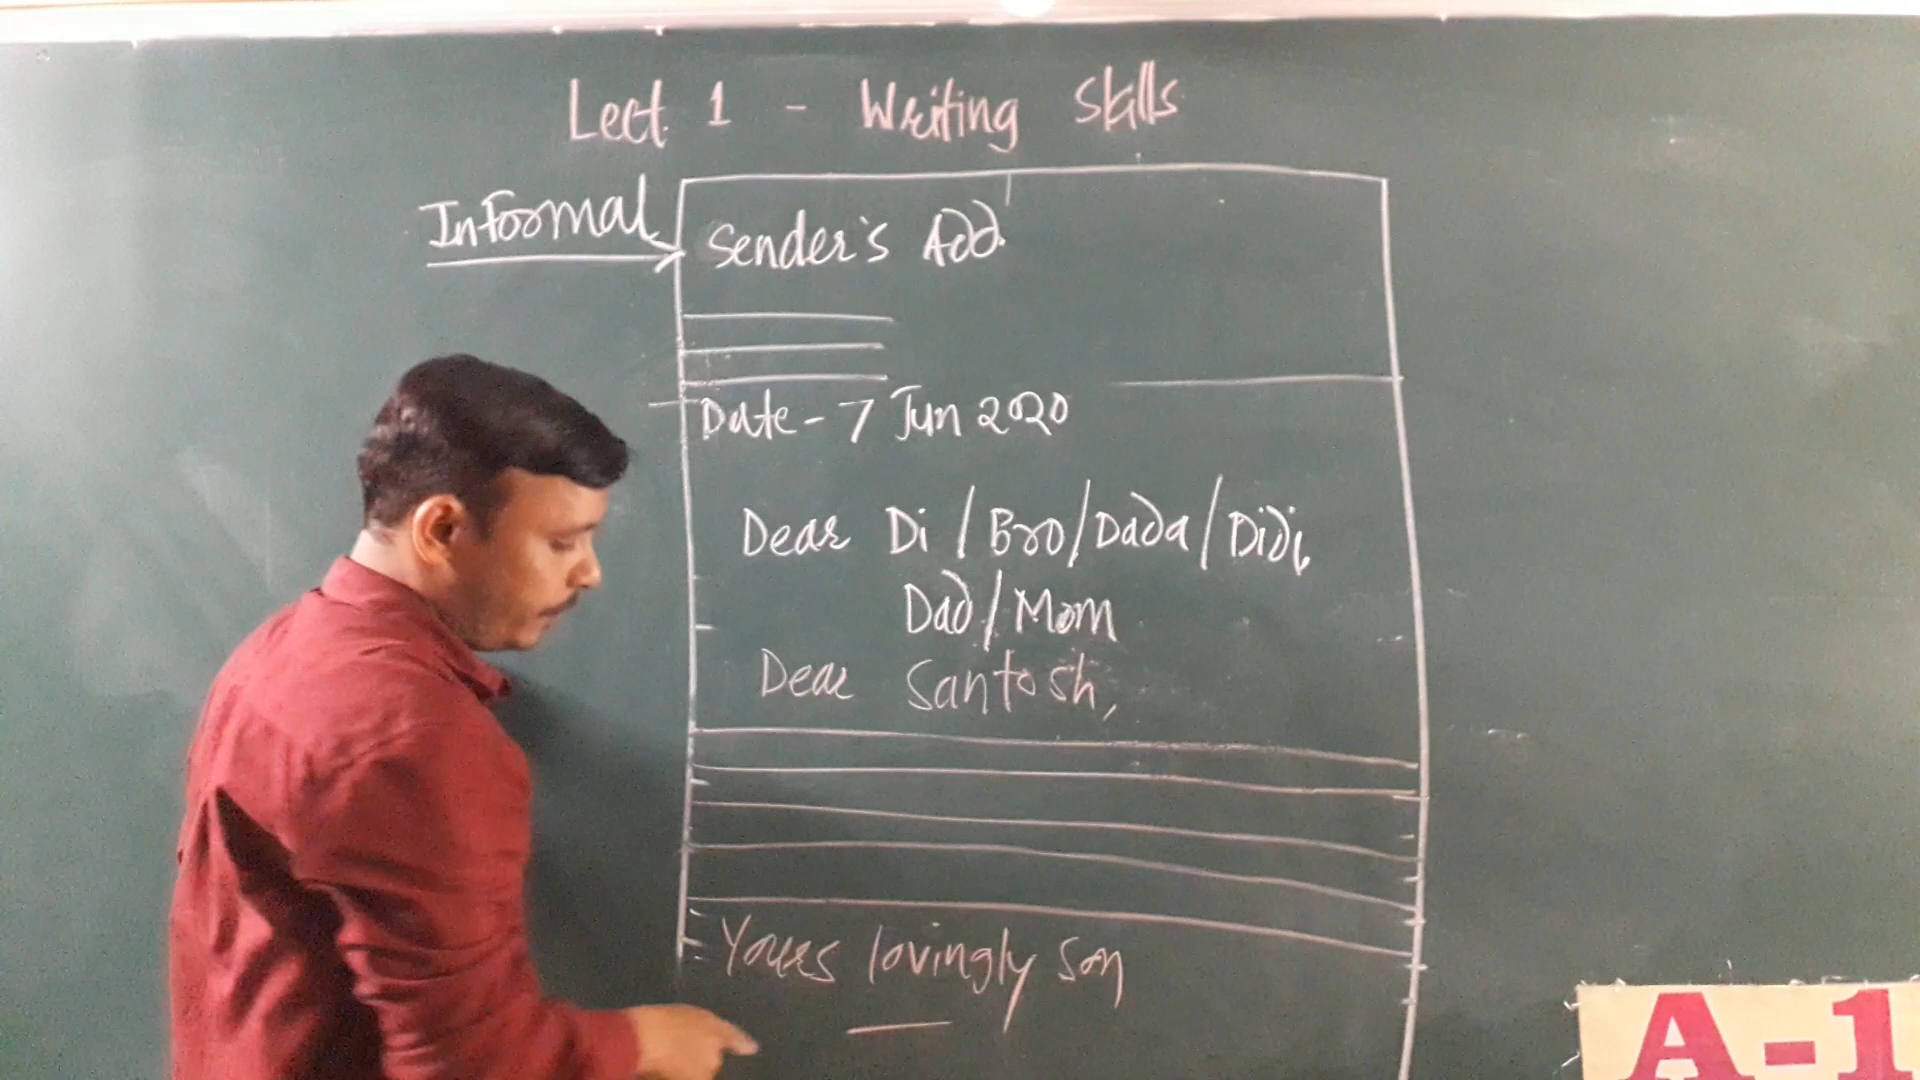 Lect. 1 - Writing Skills
Informal
Sender's Add.
Date - 7 Jun 2020
Dear Di / Bro / Dada / Didi,
Dad / Mom
Dear Santosh,
Yours lovingly son
A-1